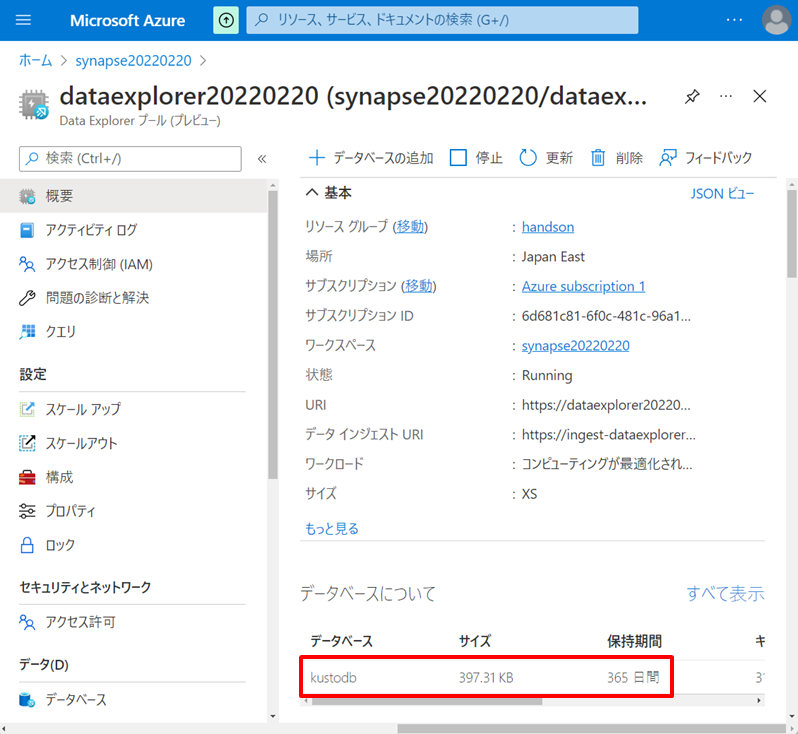 Microsoft Azure
リソース、サービス、ドキュメントの検索 (G+/)
ホーム > synapse20220220 >
dataexplorer20220220 (synapse20220220/dataex...
Data Explorer プール (プレビュー)
検索 (Ctrl+/)
概要
アクティビティ ログ
アクセス制御 (IAM)
問題の診断と解決
クエリ
設定
スケール アップ
スケールアウト
構成
プロパティ
ロック
セキュリティとネットワーク
アクセス許可
データ(D)
データベース
データベースの追加 停止 更新 削除 フィードバック
基本 JSON ビュー
リソース グループ (移動) : handson
場所 : Japan East
サブスクリプション (移動) : Azure subscription 1
サブスクリプション ID : 6d681c81-6f0c-481c-96a1...
ワークスペース : synapse20220220
状態 : Running
URI : https://dataexplorer20220...
データ インジェスト URI : https://ingest-dataexplorer...
ワークロード : コンピューティングが最適化され...
サイズ : XS
もっと見る
データベースについて すべて表示
データベース サイズ 保持期間 キ
kustodb 397.31 KB 365 日間